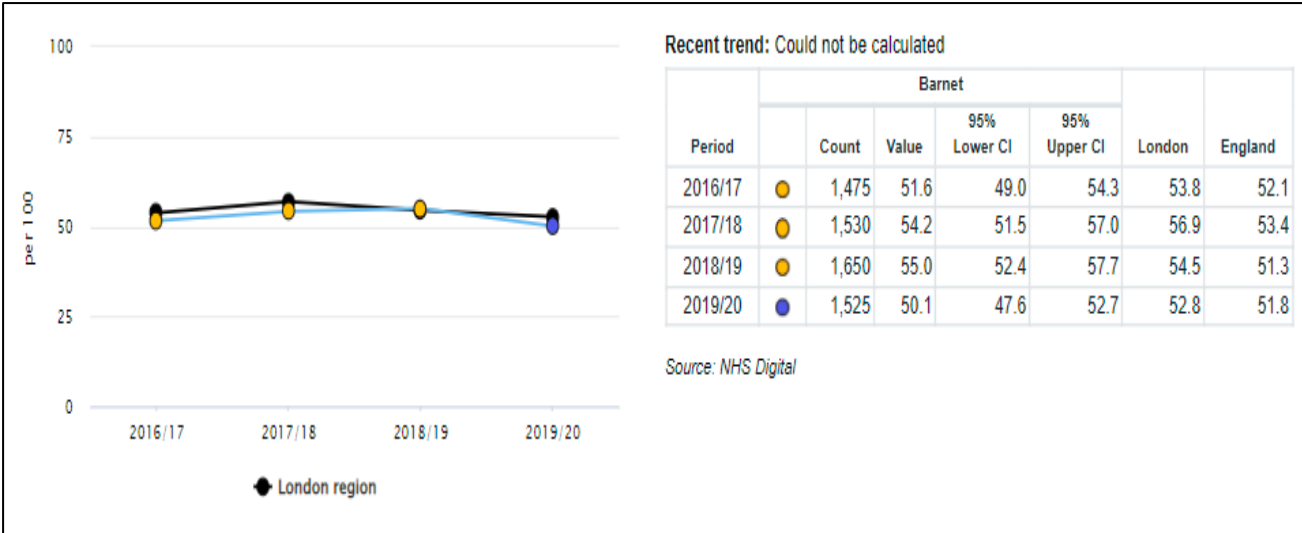 100
75
50
25
0
per 100
2016/17 2017/18 2018/19 2019/20
London region
Recent trend: Could not be calculated
Barnet
Period Count Value 95% Lower CI 95% Upper CI London England
2016/17 1,475 51.6 49.0 54.3 53.8 52.1
2017/18 1,530 54.2 51.5 57.0 56.9 53.4
2018/19 1,650 55.0 52.4 57.7 54.5 51.3
2019/20 1,525 50.1 47.6 52.7 52.8 51.8
Source: NHS Digital